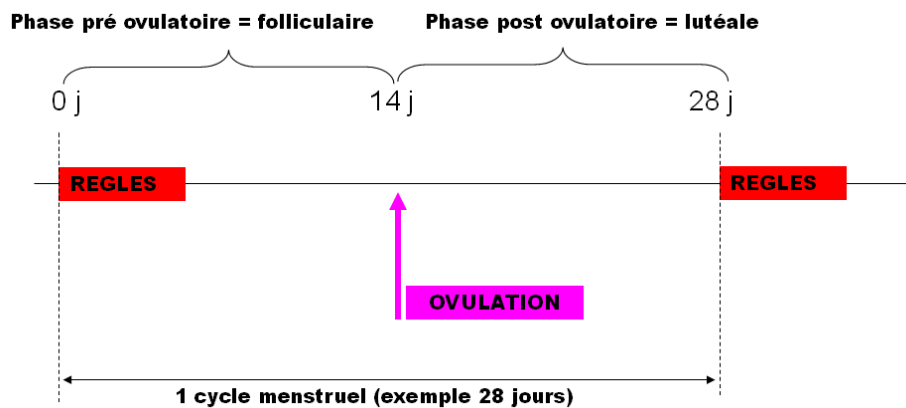 Phase pré ovulatoire = folliculaire
Phase post ovulatoire = lutéale
0 j
14 j
28 j
REGLES
REGLES
OVULATION
1 cycle menstruel (exemple 28 jours)